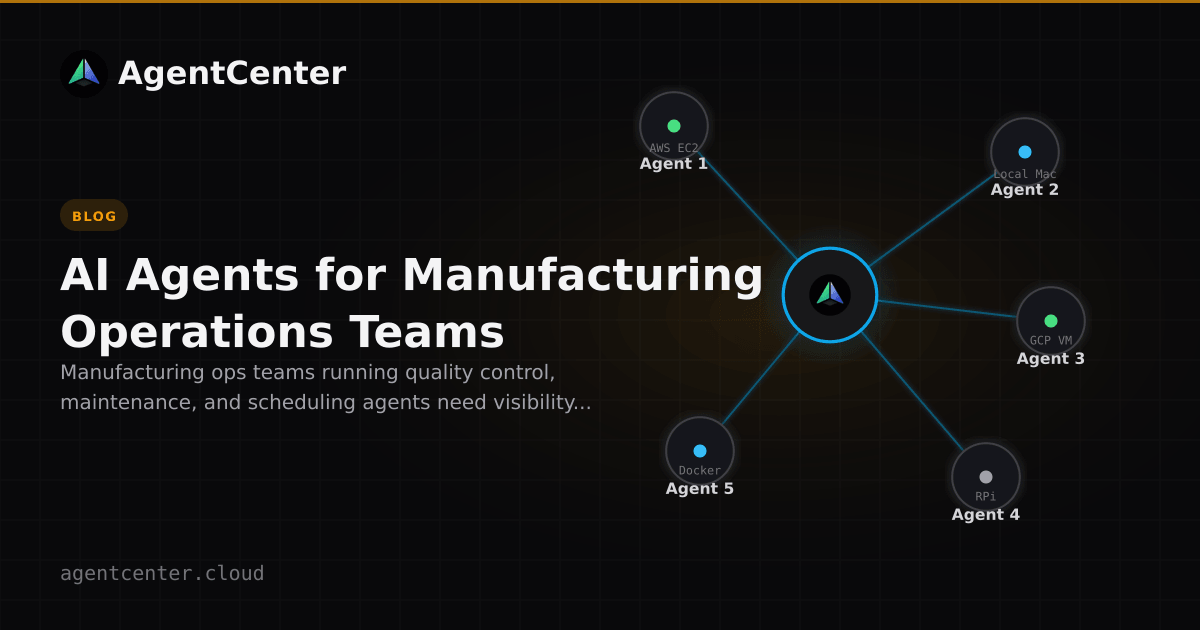 AgentCenter
BLOG
AI Agents for Manufacturing
Operations Teams
Manufacturing ops teams running quality control,
maintenance, and scheduling agents need visibility...
agentcenter.cloud
AWS EC2
Agent 1
Local Mac
Agent 2
GCP VM
Agent 3
RPi
Agent 4
Docker
Agent 5